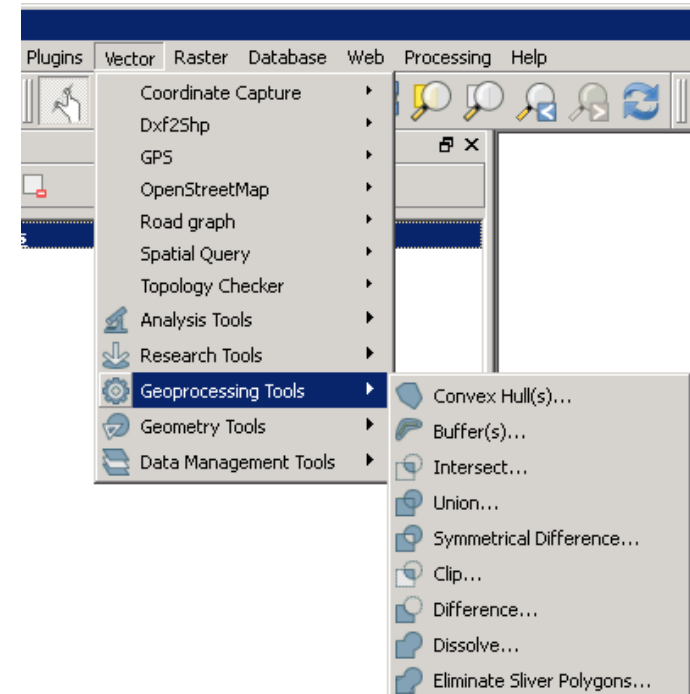 Plugins Vector Raster Database Web Processing Help
Coordinate Capture
Dxf2Shp
GPS
OpenStreetMap
Road graph
Spatial Query
Topology Checker
Analysis Tools
Research Tools
Geoprocessing Tools
Geometry Tools
Data Management Tools
Convex Hull(s)...
Buffer(s)...
Intersect...
Union...
Symmetrical Difference...
Clip...
Difference...
Dissolve...
Eliminate Sliver Polygons...